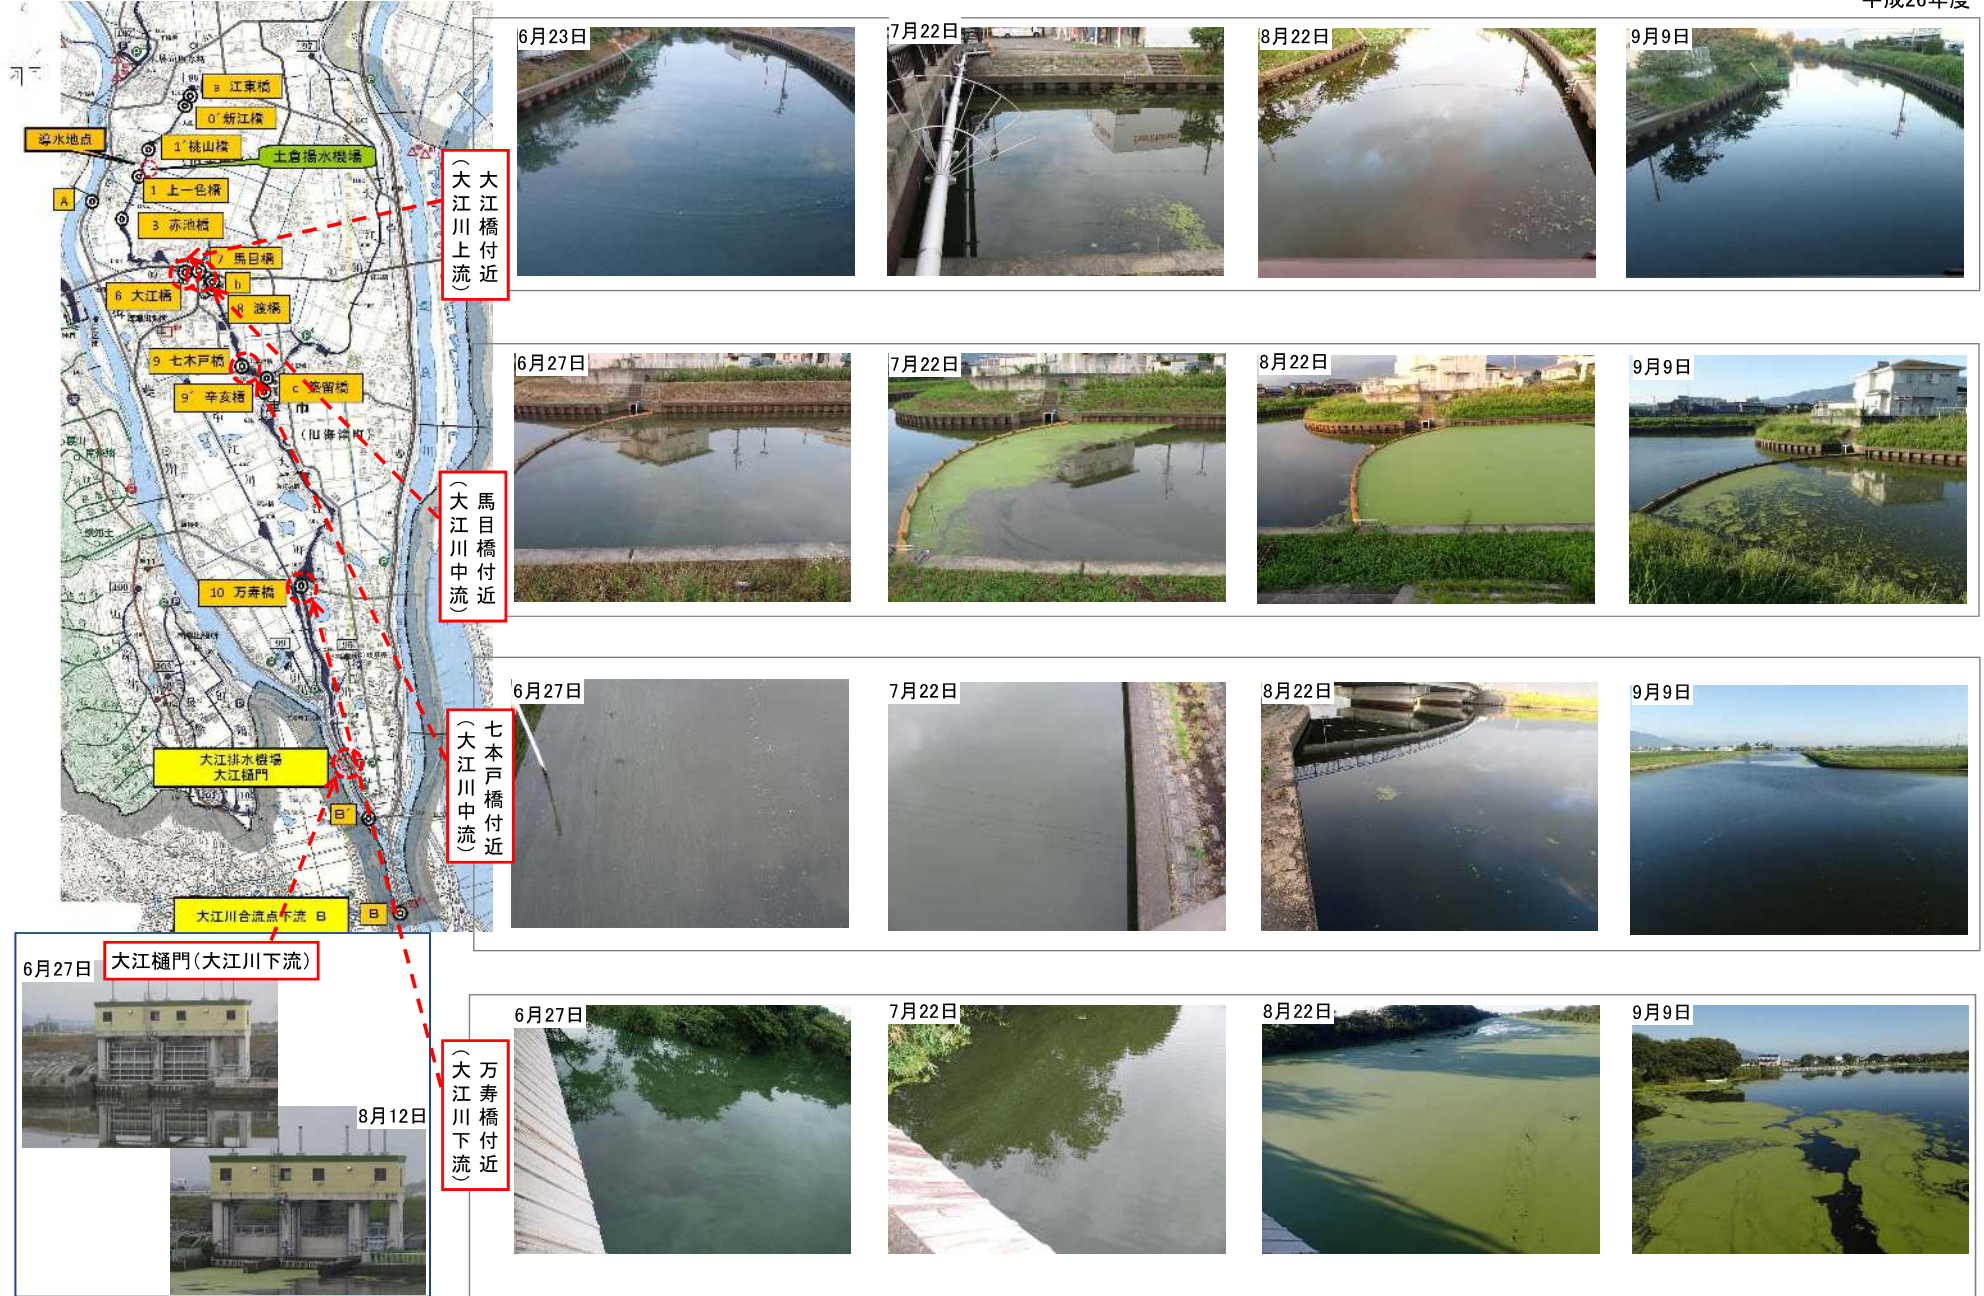 平成26年度
a 江東橋
0´新江橋
導水地点
1´桃山橋
土倉揚水機場
1 上一色橋
A
3 赤池橋
7 馬目橋
b
6 大江橋
8 渡橋
9 七本戸橋
c 築留橋
9´ 辛亥橋
津市
(旧海津町)
10 万寿橋
大江排水機場
大江樋門
B´
大江川合流点下流 B
B
大江橋付近
(大江川上流)
6月23日
7月22日
8月22日
9月9日
馬目橋付近
(大江川中流)
6月27日
7月22日
8月22日
9月9日
七本戸橋付近
(大江川中流)
6月27日
7月22日
8月22日
9月9日
大江樋門(大江川下流)
6月27日
8月12日
万寿橋付近
(大江川下流)
6月27日
7月22日
8月22日
9月9日